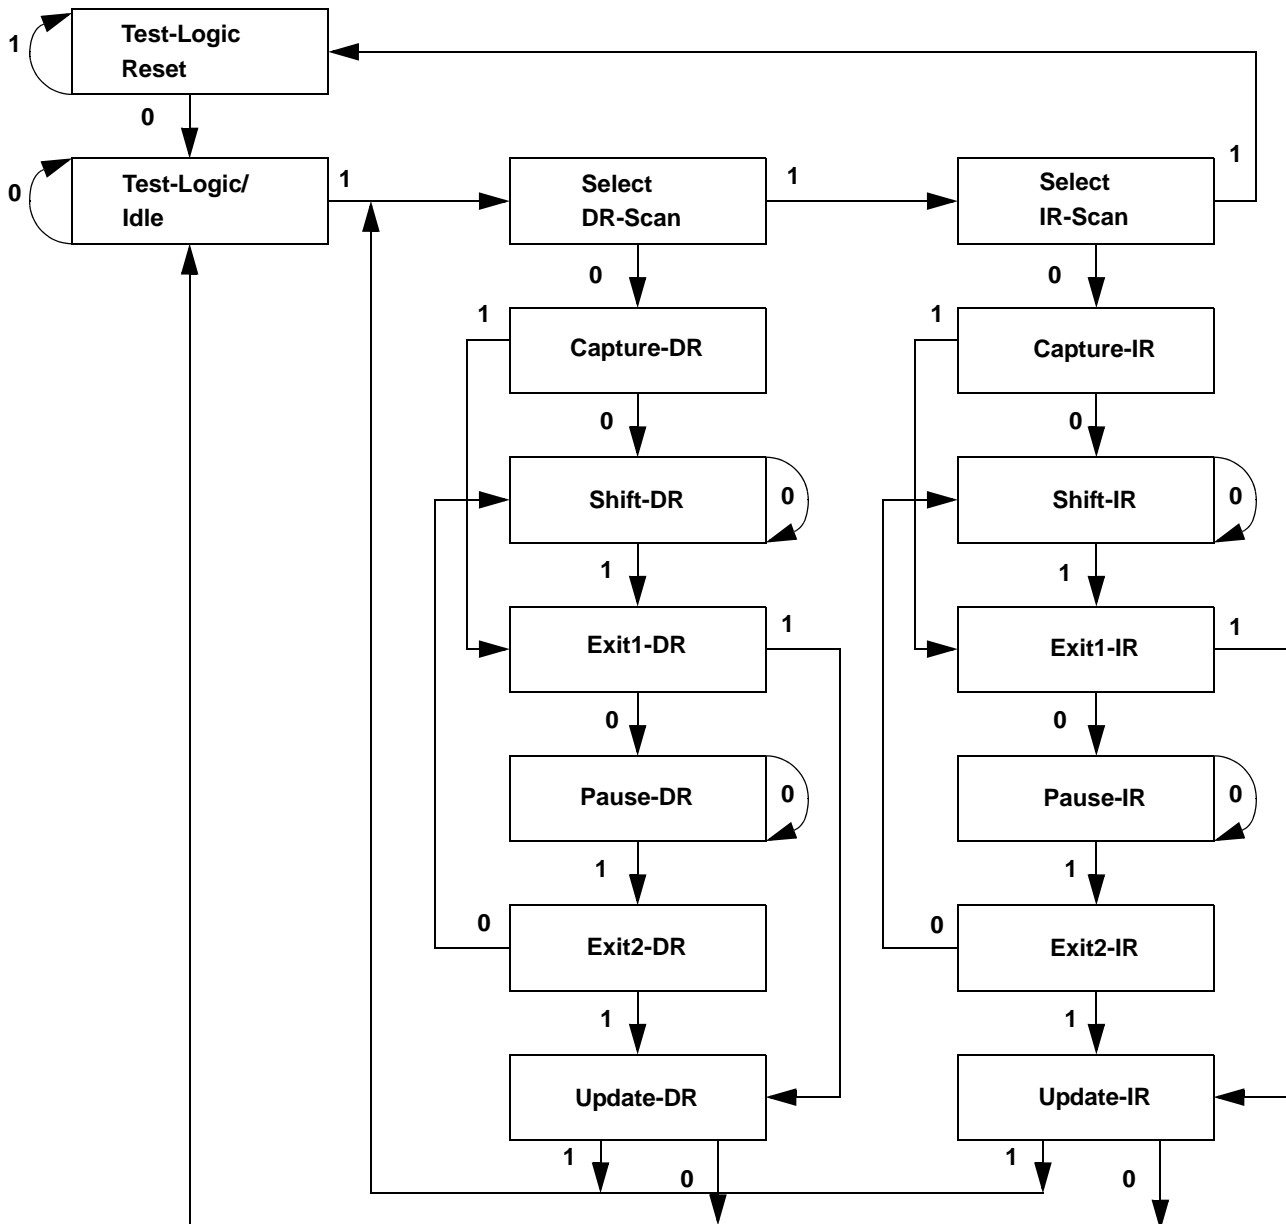 Test-Logic
Reset
1
0
Test-Logic/
Idle
0
1
Select
DR-Scan
1
Select
IR-Scan
1
0
0
1
Capture-DR
1
Capture-IR
0
0
Shift-DR
0
Shift-IR
0
1
1
Exit1-DR
1
Exit1-IR
1
0
0
Pause-DR
0
Pause-IR
0
1
1
0
Exit2-DR
0
Exit2-IR
1
1
Update-DR
Update-IR
1
0
1
0